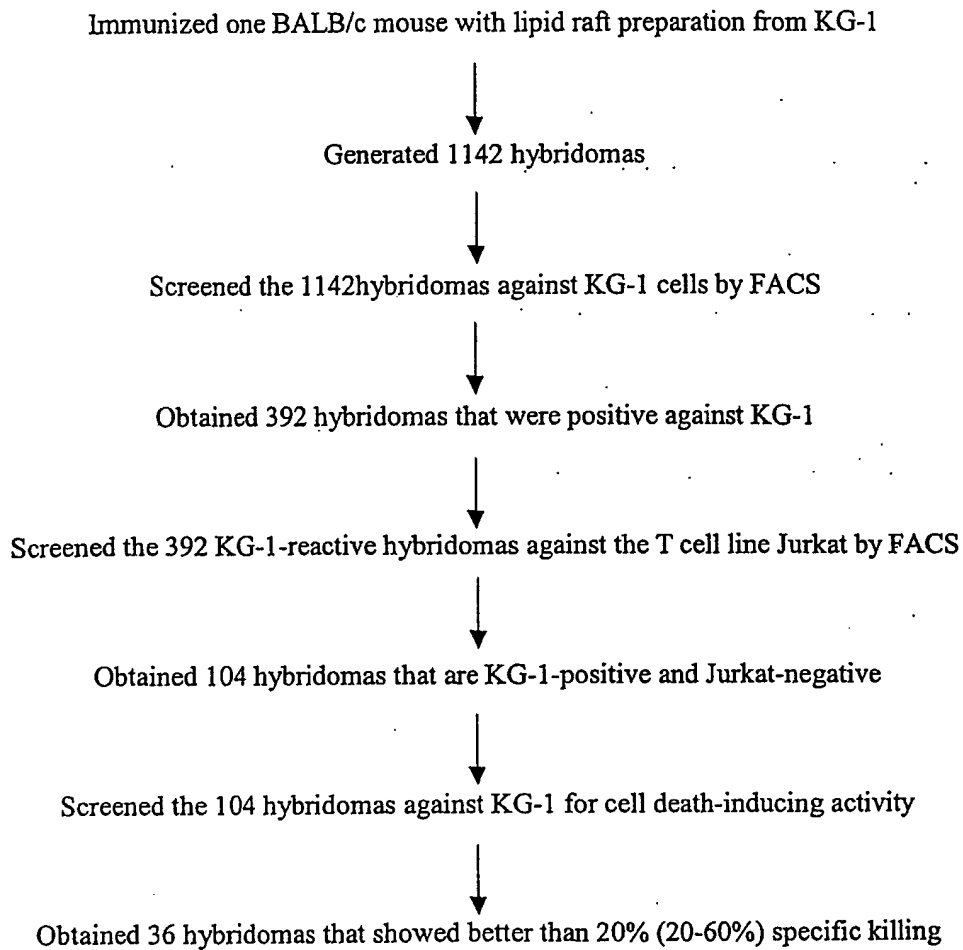 Immunized one BALB/c mouse with lipid raft preparation from KG-1
Generated 1142 hybridomas
Screened the 1142hybridomas against KG-1 cells by FACS
Obtained 392 hybridomas that were positive against KG-1
Screened the 392 KG-1-reactive hybridomas against the T cell line Jurkat by FACS
Obtained 104 hybridomas that are KG-1-positive and Jurkat-negative
Screened the 104 hybridomas against KG-1 for cell death-inducing activity
Obtained 36 hybridomas that showed better than 20% (20-60%) specific killing